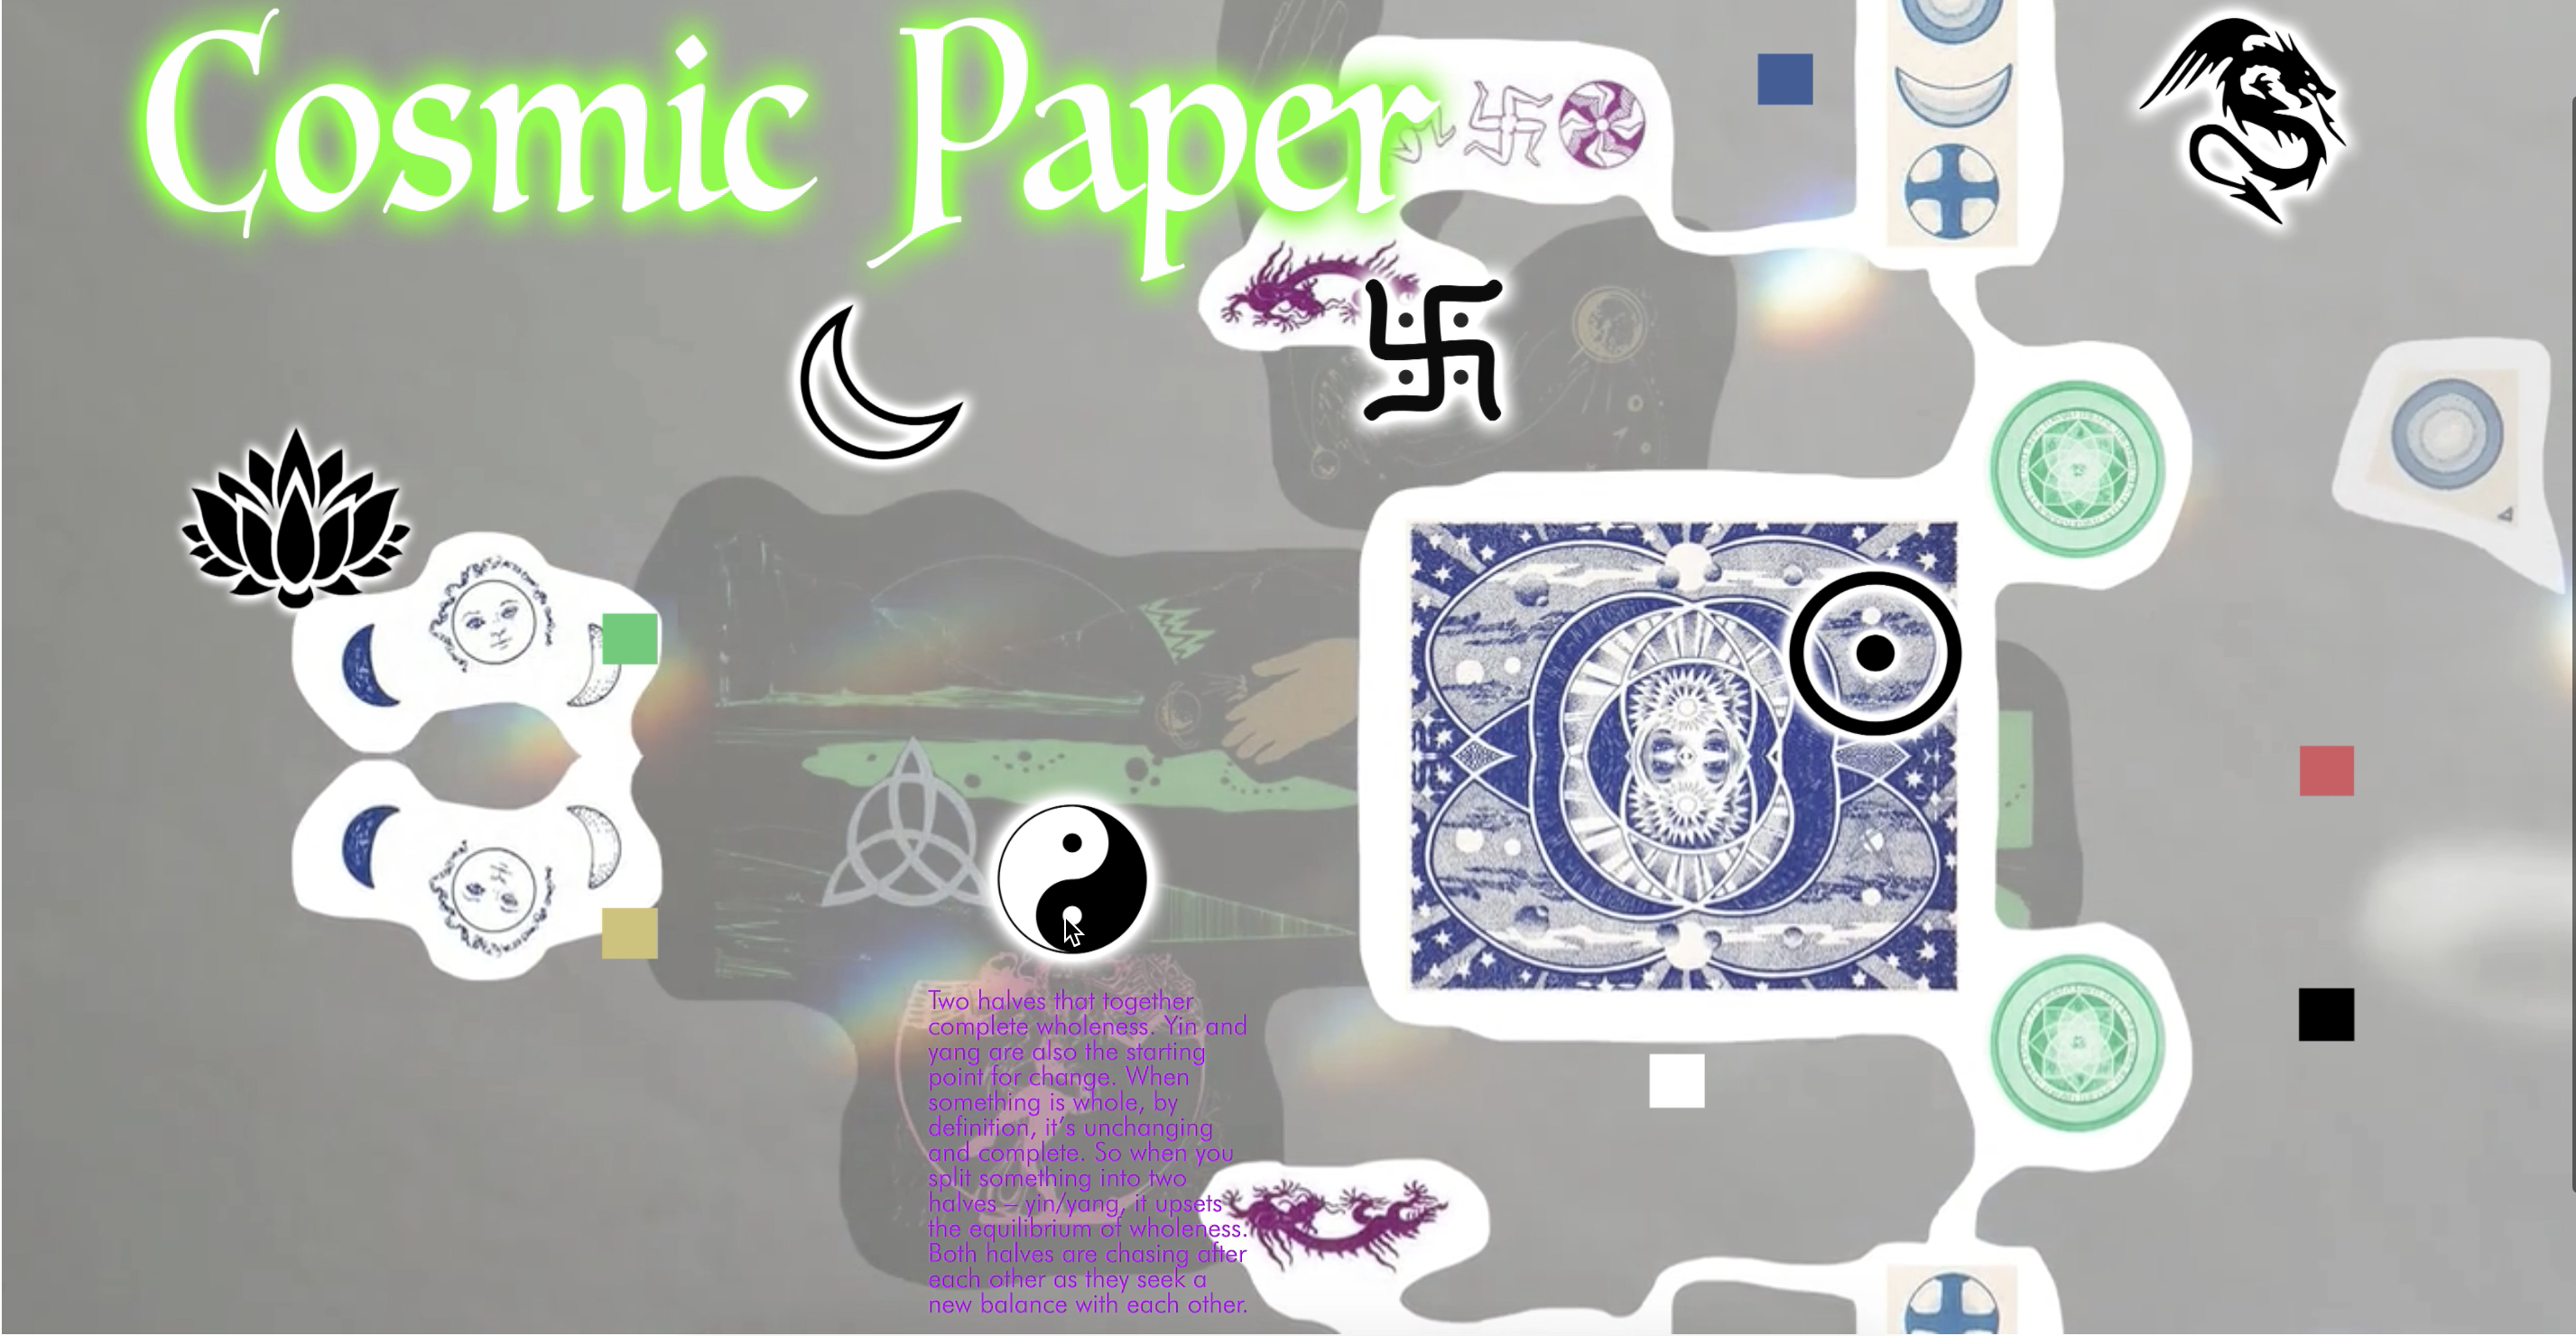 Cosmic Paper
Two halves that together
complete wholeness. Yin and
yang are also the starting
point for change. When
something is whole, by
definition, it’s unchanging
and complete. So when you
split something into two
halves – yin/yang, it upsets
the equilibrium of wholeness.
Both halves are chasing after
each other as they seek a
new balance with each other.